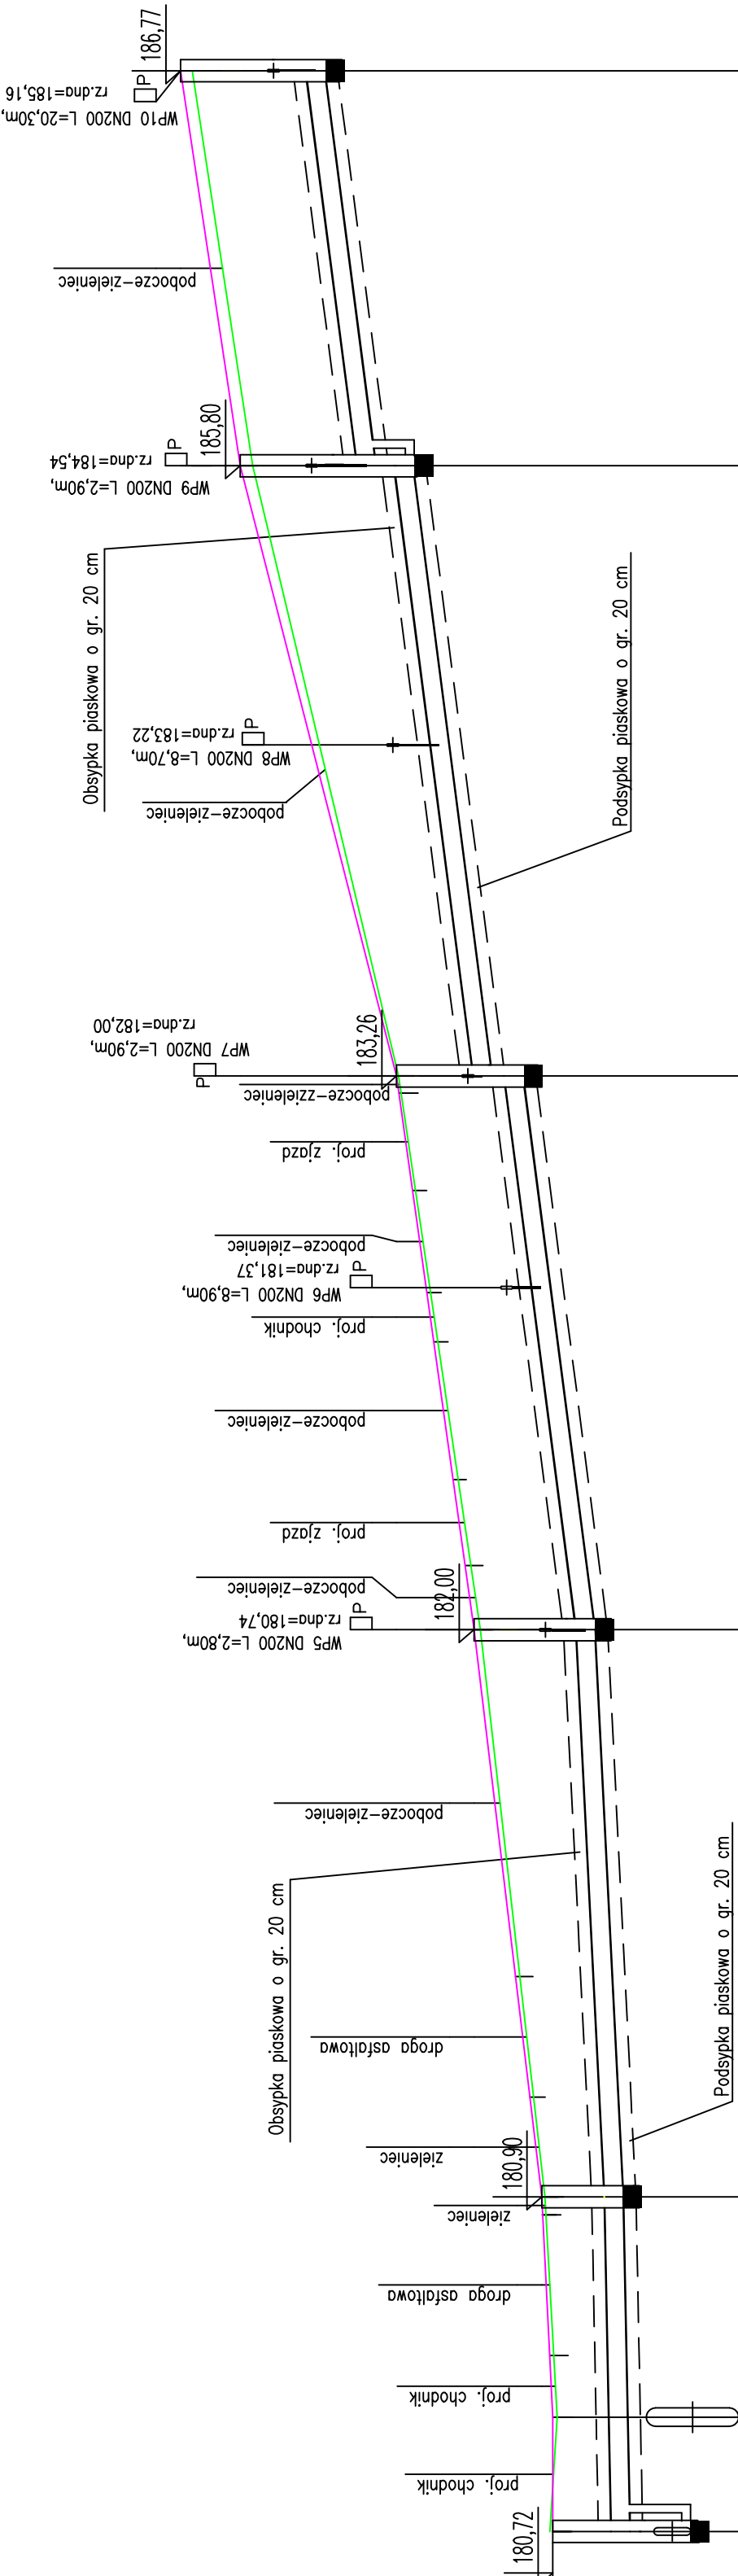 186,77
P
WP10 DN200 L=20,30m,
rz.dna=185,16
pobocze-zieleniec
185,80
P
WP9 DN200 L=2,90m,
rz.dna=184,54
Obsypka piaskowa o gr. 20 cm
Podsypka piaskowa o gr. 20 cm
P
WP8 DN200 L=8,70m,
rz.dna=183,22
pobocze-zieleniec
183,26
P
WP7 DN200 L=2,90m,
rz.dna=182,00
pobocze-zzieleniec
proj. zjazd
pobocze-zieleniec
P
WP6 DN200 L=8,90m,
rz.dna=181,37
proj. chodnik
pobocze-zieleniec
proj. zjazd
pobocze-zieleniec
182,00
P
WP5 DN200 L=2,80m,
rz.dna=180,74
pobocze-zieleniec
Obsypka piaskowa o gr. 20 cm
Podsypka piaskowa o gr. 20 cm
droga asfaltowa
zieleniec
180,90
zieleniec
droga asfaltowa
proj. chodnik
proj. chodnik
180,72